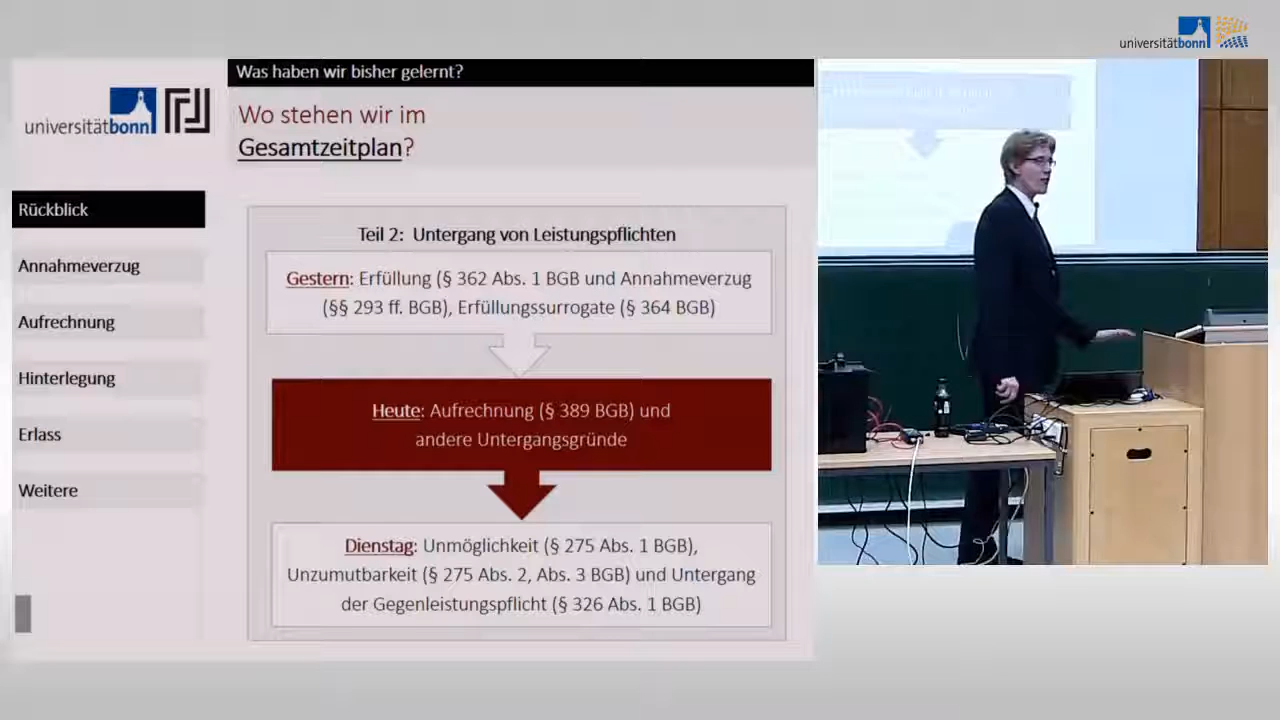 universitätbonn
Was haben wir bisher gelernt?
universitätbonn
Wo stehen wir im
Gesamtzeitplan?
Rückblick
Annahmeverzug
Aufrechnung
Hinterlegung
Erlass
Weitere
Teil 2: Untergang von Leistungspflichten
Gestern: Erfüllung (§ 362 Abs. 1 BGB und Annahmeverzug
(§§ 293 ff. BGB), Erfüllungssurrogate (§ 364 BGB)
Heute: Aufrechnung (§ 389 BGB) und
andere Untergangsgründe
Dienstag: Unmöglichkeit (§ 275 Abs. 1 BGB),
Unzumutbarkeit (§ 275 Abs. 2, Abs. 3 BGB) und Untergang
der Gegenleistungspflicht (§ 326 Abs. 1 BGB)